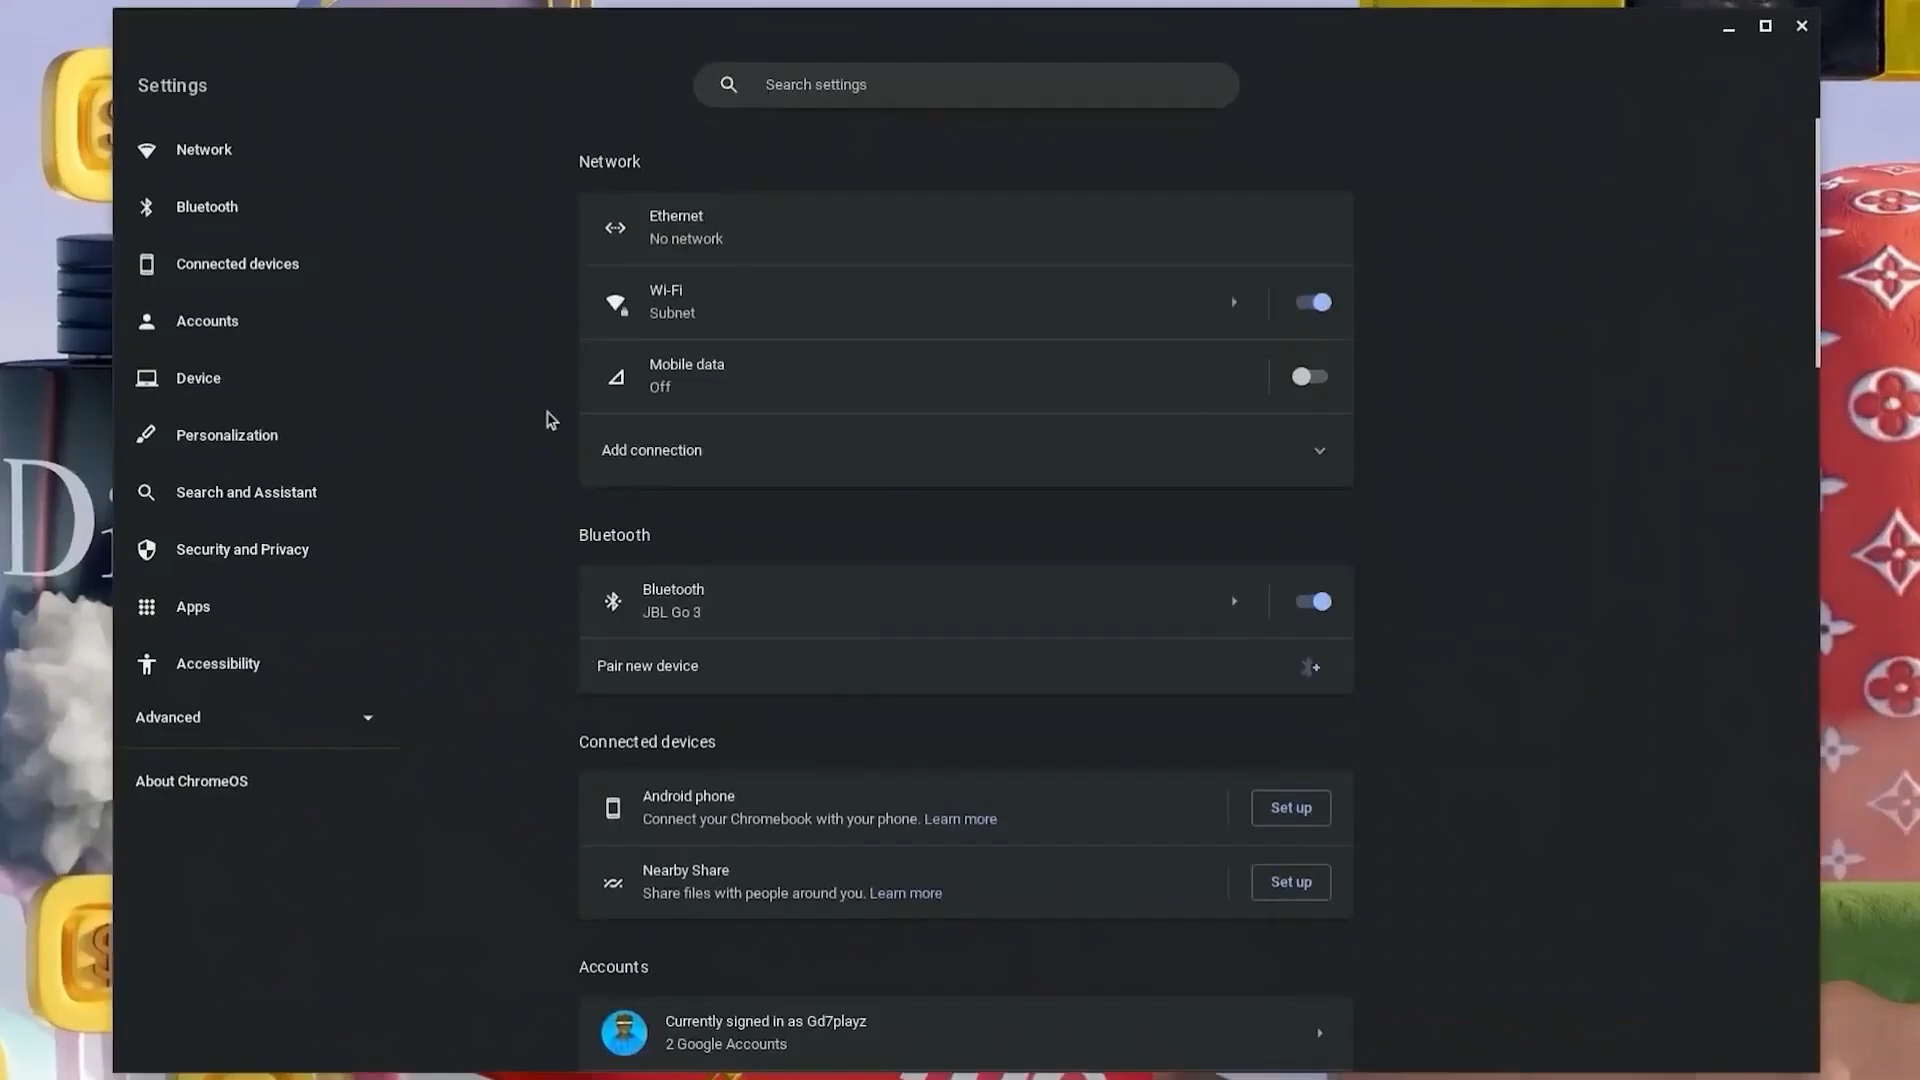 Settings
Search settings
Network
Bluetooth
Connected devices
Accounts
Device
Personalization
Search and Assistant
Security and Privacy
Apps
Accessibility
Advanced
About ChromeOS
Network
Ethernet
No network
Wi-Fi
Subnet
Mobile data
Off
Add connection
Bluetooth
Bluetooth
JBL Go 3
Pair new device
Connected devices
Android phone
Connect your Chromebook with your phone. Learn more
Set up
Nearby Share
Share files with people around you. Learn more
Set up
Accounts
Currently signed in as Gd7playz
2 Google Accounts